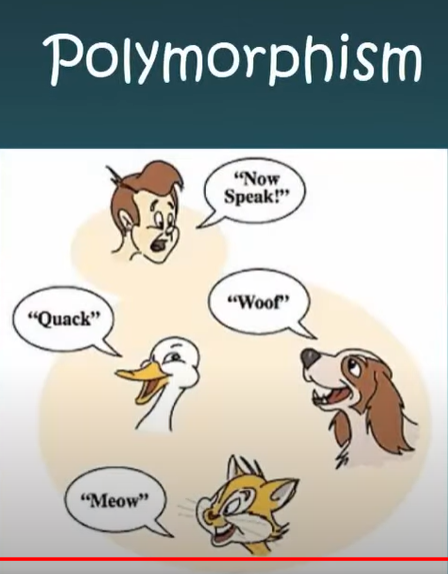 Polymorphism
“Now
Speak!”
“Woof”
“Quack”
“Meow”